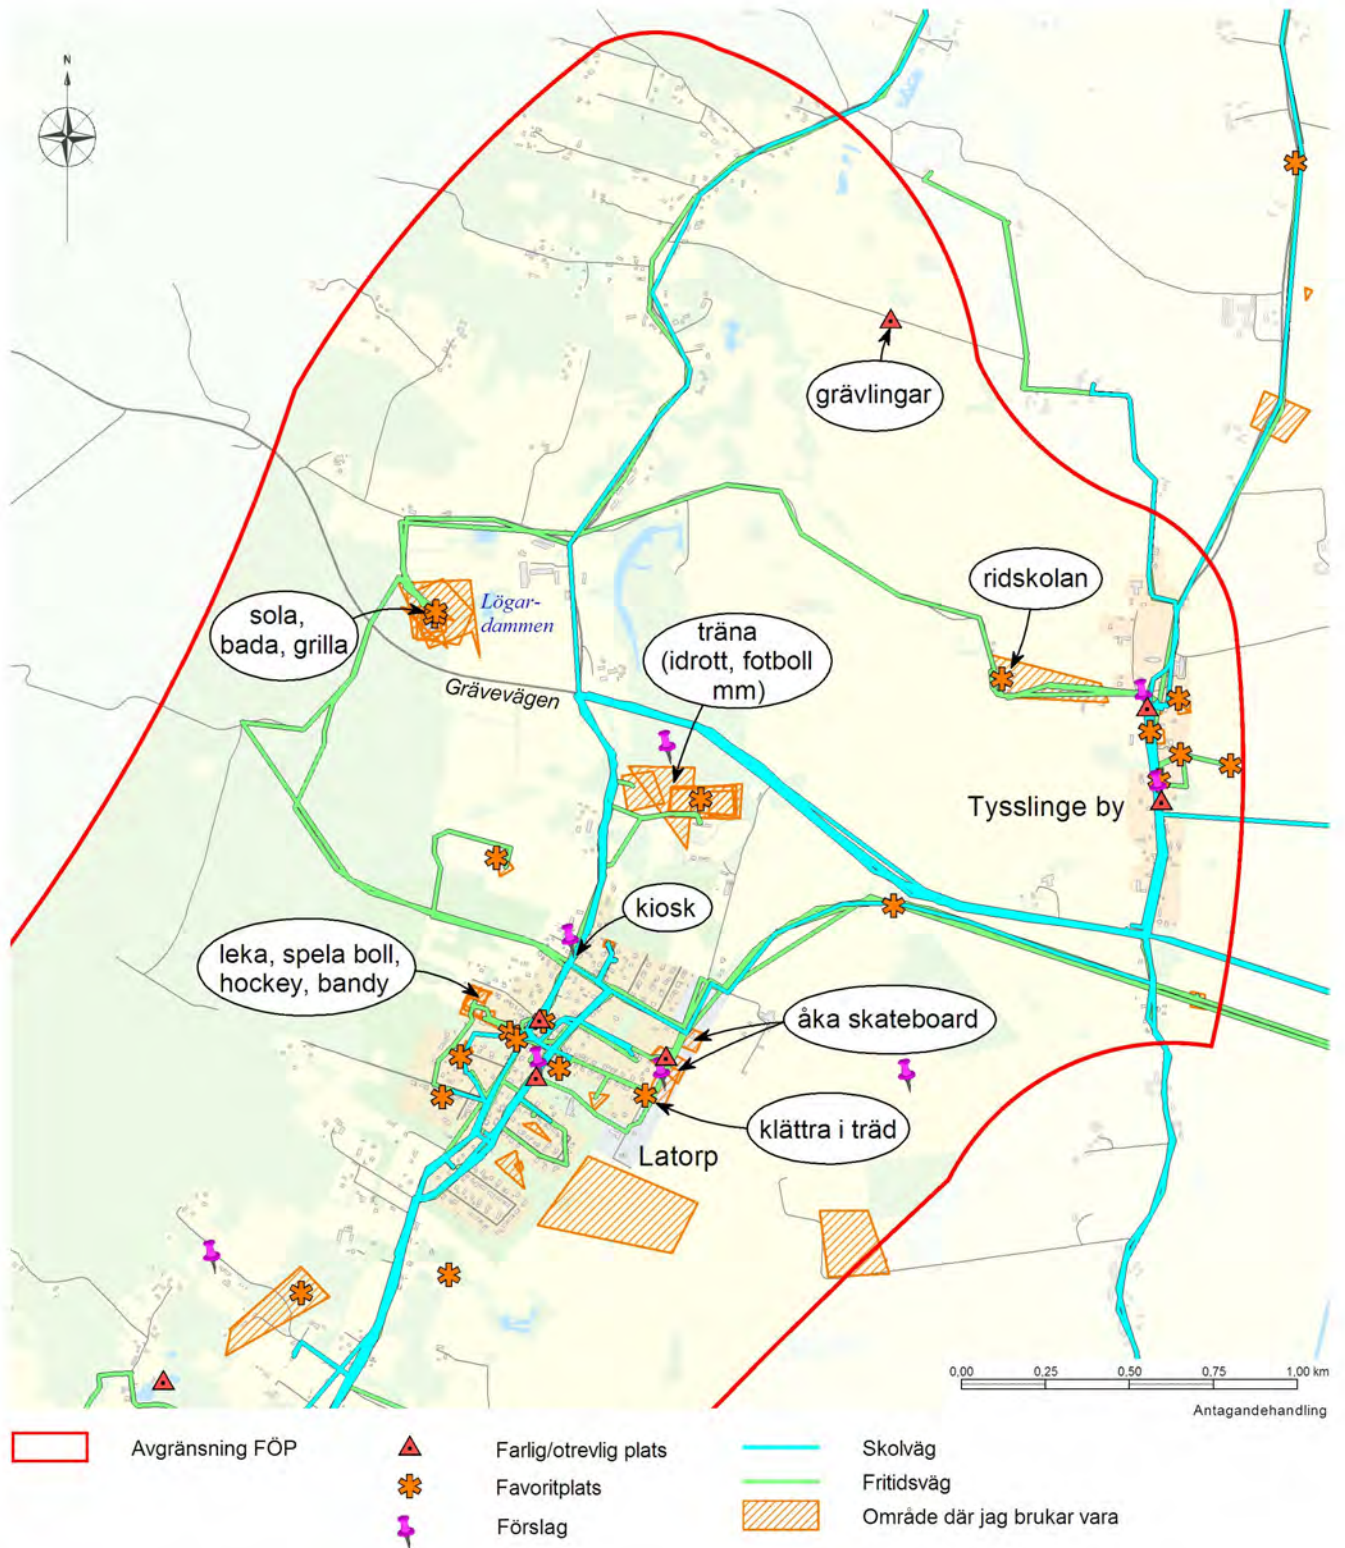 N
grävlingar
ridskolan
sola,
bada, grilla
Lögar-
dammen
träna
(idrott, fotboll
mm)
Grävevägen
Tysslinge by
kiosk
leka, spela boll,
hockey, bandy
åka skateboard
klättra i träd
Latorp
0,00 0,25 0,50 0,75 1,00 km
Antagandehandling
Avgränsning FÖP
Farlig/otrevlig plats
Favoritplats
Förslag
Skolväg
Fritidsväg
Område där jag brukar vara